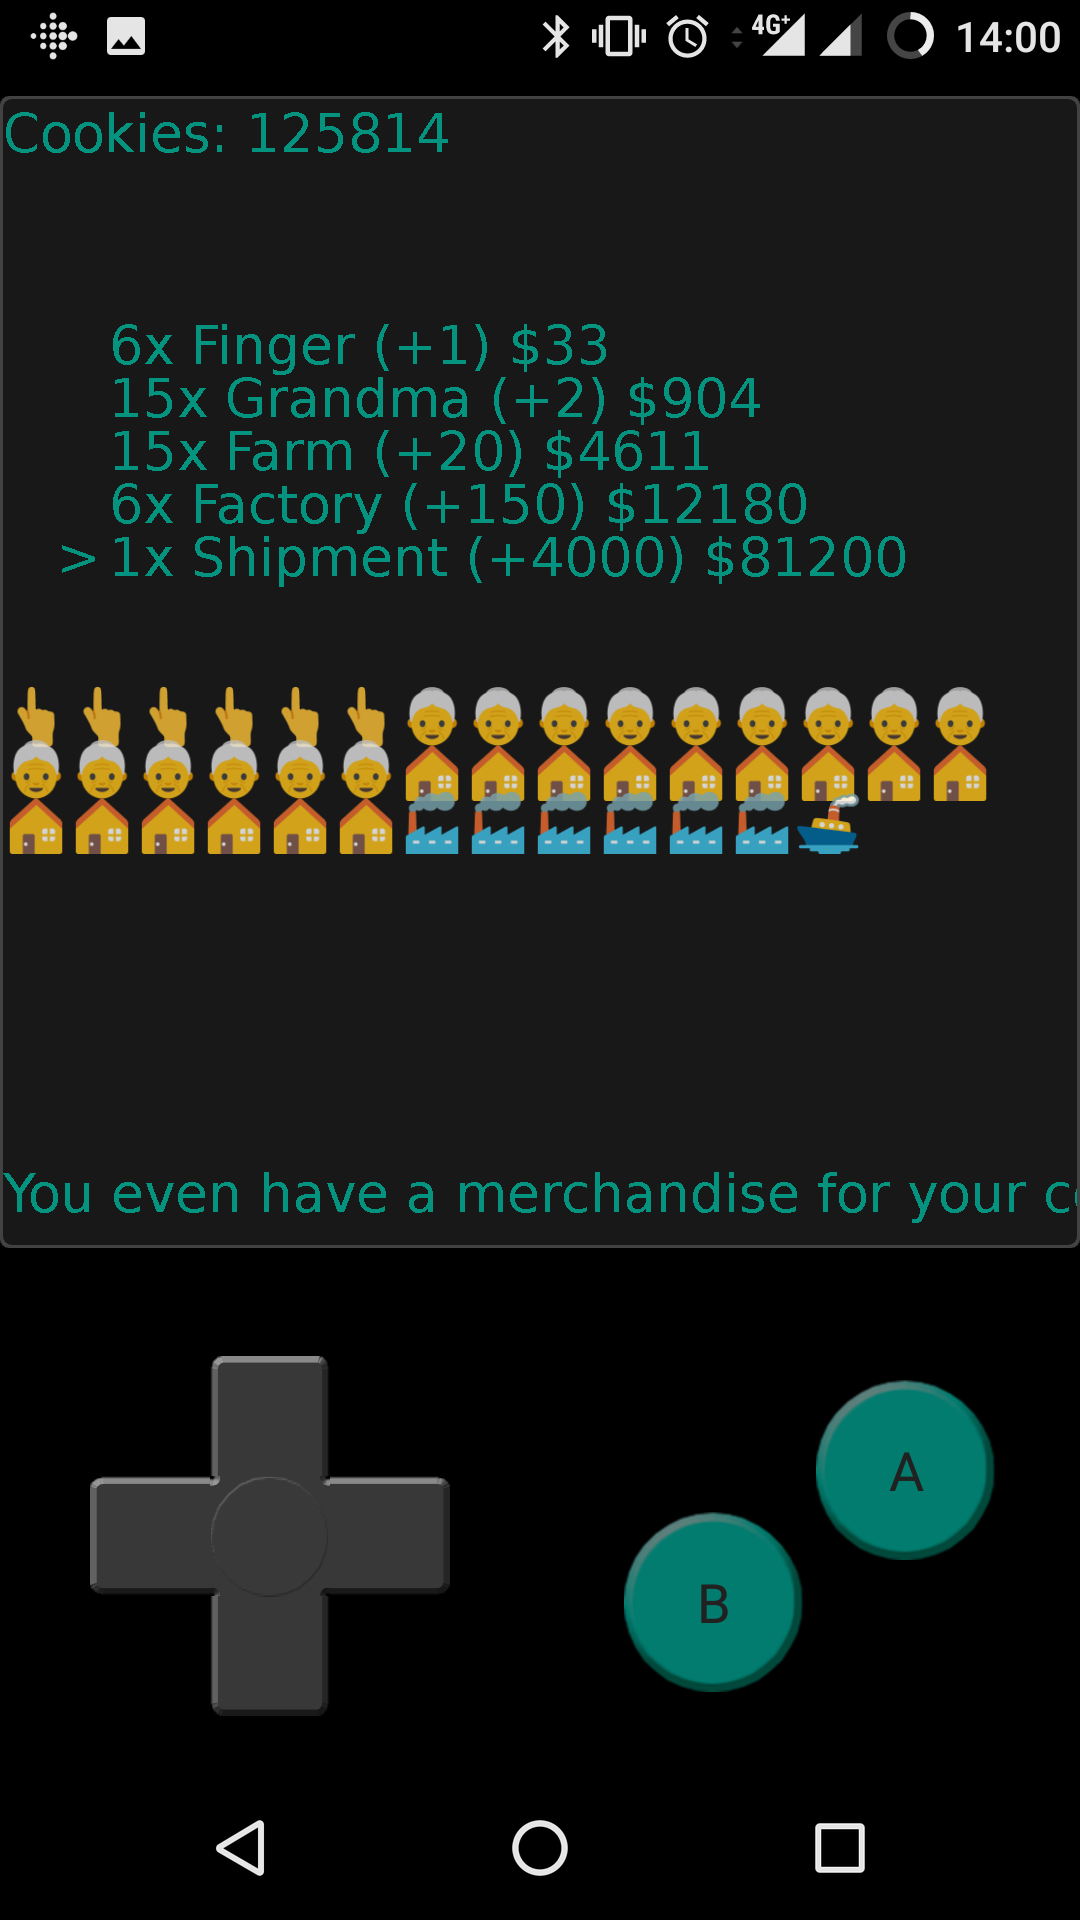 4G+ 14:00
Cookies: 125814
6x Finger (+1) $33
15x Grandma (+2) $904
15x Farm (+20) $4611
6x Factory (+150) $12180
> 1x Shipment (+4000) $81200
You even have a merchandise for your
A
B